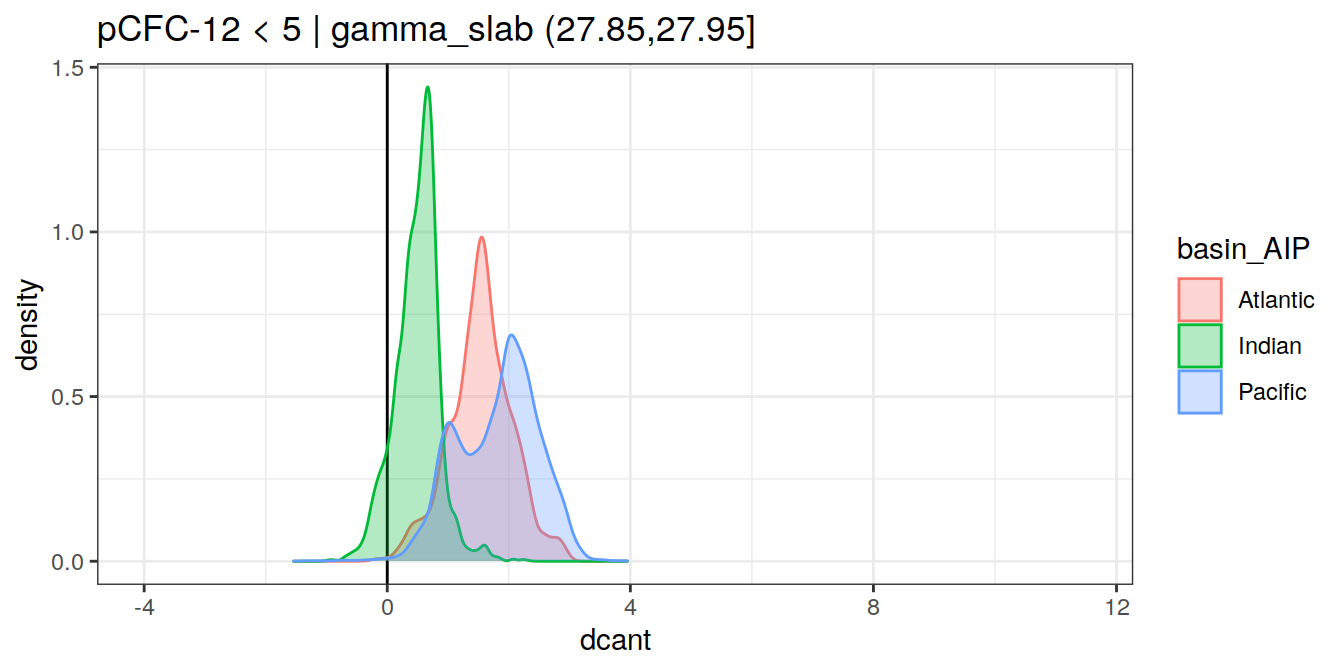 pCFC-12 < 5 | gamma_slab (27.85,27.95]
1.5
1.0
0.5
0.0
density
-4
0
4
8
12
dcant
basin_AIP
Atlantic
Indian
Pacific